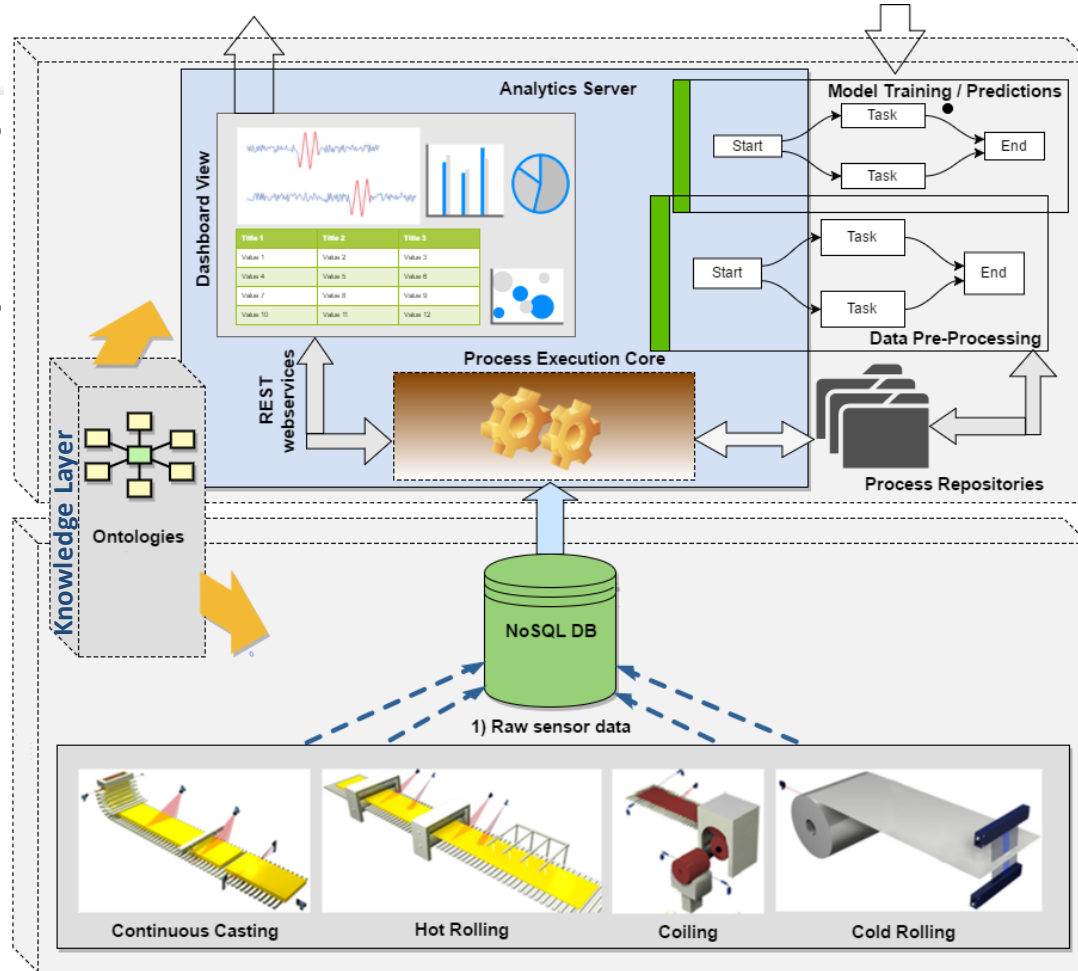 Analytics Server
Model Training / Predictions
Task
Start
End
Task
Dashboard View
Title 1 Title 2 Title 3
Value 1 Value 2 Value 3
Value 4 Value 5 Value 6
Value 7 Value 8 Value 9
Value 10 Value 11 Value 12
Task
Start
End
Task
Data Pre-Processing
REST
webservices
Process Execution Core
Process Repositories
Knowledge Layer
Ontologies
NoSQL DB
1) Raw sensor data
Continuous Casting
Hot Rolling
Coiling
Cold Rolling